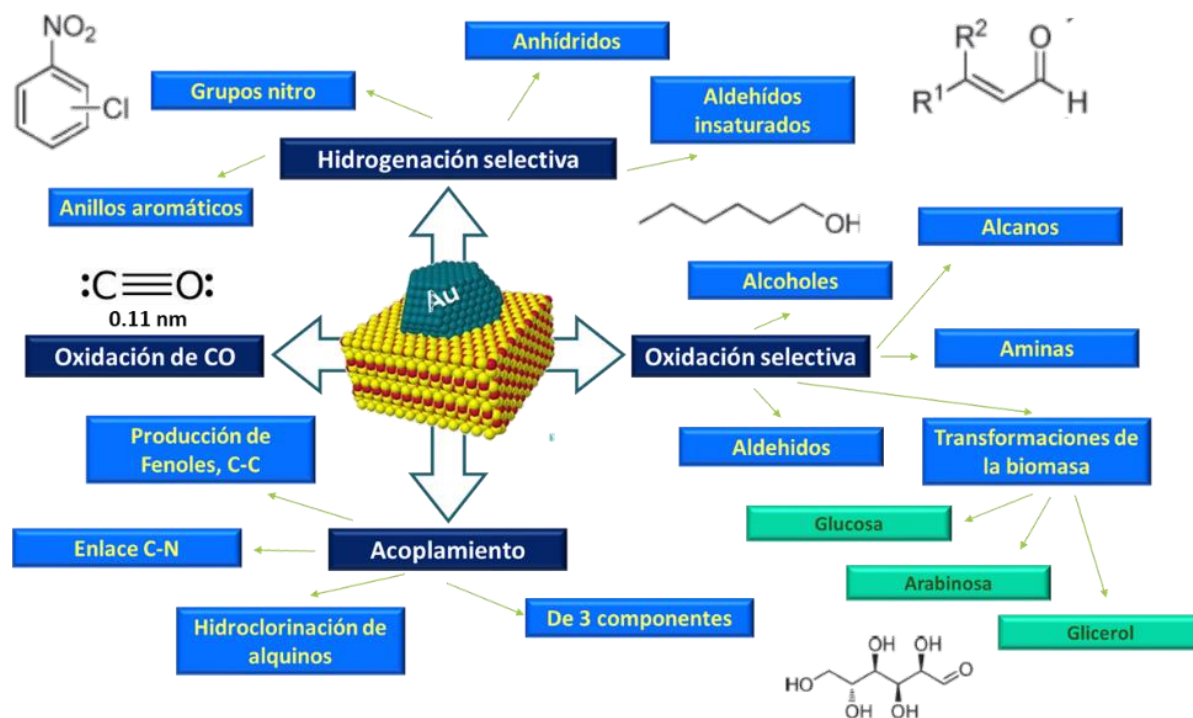 NO₂
Cl
Anhídridos
Grupos nitro
Aldehídos
insaturados
R²
O
R¹
H
Hidrogenación selectiva
Anillos aromáticos
OH
Alcanos
:C≡O:
0.11 nm
Au
Alcoholes
Oxidación de CO
Oxidación selectiva
Aminas
Producción de
Fenoles, C-C
Aldehidos
Transformaciones de
la biomasa
Glucosa
Enlace C-N
Acoplamiento
Arabinosa
Hidroclorinación de
alquinos
De 3 componentes
Glicerol
OH OH
HO O
OH OH